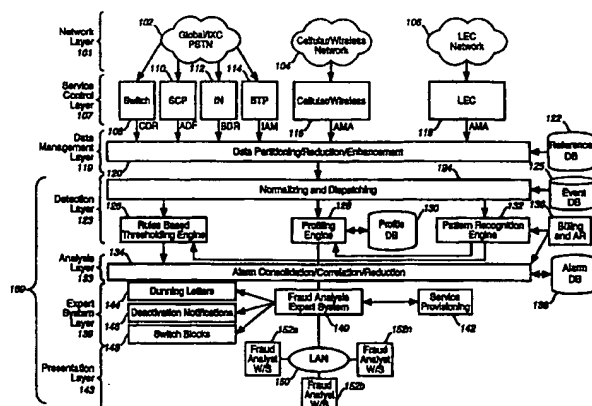 Network
Layer
101
102
Global/IXC
PSTN
Cellular/Wireless
Network
104
LEC
Network
106
Service
Control
Layer
107
110
112
114
Switch
SCP
IN
STP
Cellular/Wireless
LEC
108
116
118
CDR
ADF
BDR
IAM
AMA
AMA
Data
Management
Layer
119
120
Data Partitioning/Reduction/Enhancement
122
Reference
DB
Detection
Layer
123
Normalizing and Dispatching
124
125
Event DB
126
Rules Based
Thresholding Engine
128
Profiling
Engine
130
Profile
DB
132
Pattern Recognition
Engine
136
Billing
and AR
Analysis
Layer
133
134
Alarm Consolidation/Correlation/Reduction
Alarm
DB
138
Expert
System
Layer
139
144
Dunning Letters
146
Deactivation Notifications
148
Switch Blocks
Fraud Analysis
Expert System
140
Service
Provisioning
142
Presentation
Layer
143
152a
Fraud
Analyst
W/S
LAN
150
152n
Fraud
Analyst
W/S
Fraud
Analyst
W/S
152b